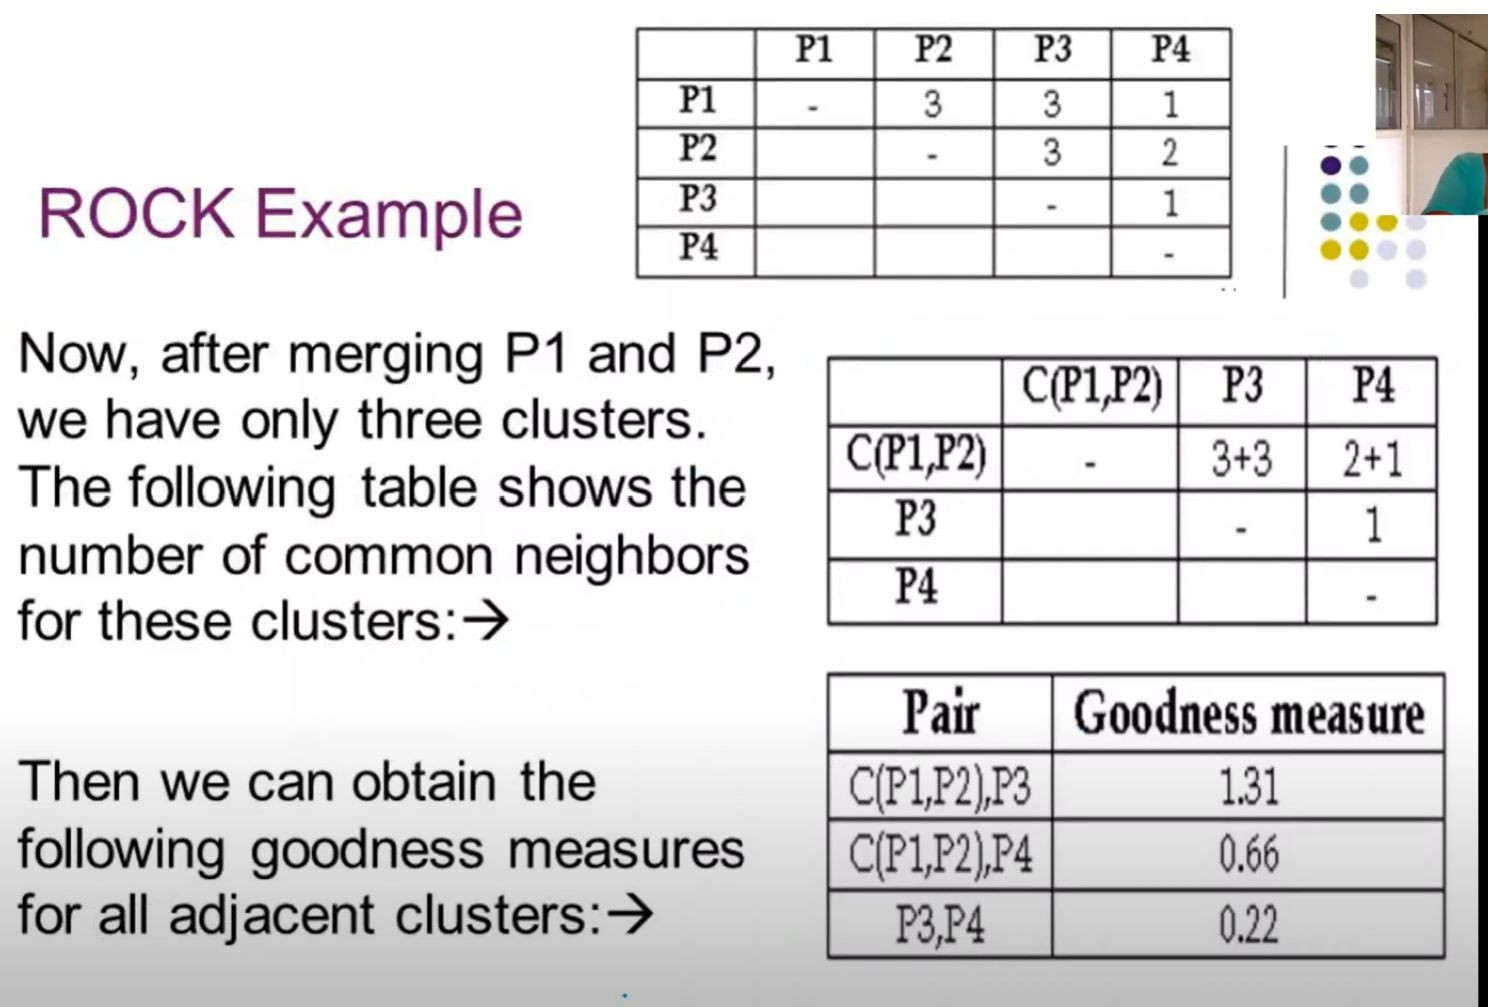 P1 P2 P3 P4
P1 - 3 3 1
P2 - 3 2
P3 - 1
P4 -
ROCK Example
Now, after merging P1 and P2,
we have only three clusters.
The following table shows the
number of common neighbors
for these clusters:→
C(P1,P2) P3 P4
C(P1,P2) - 3+3 2+1
P3 - 1
P4 -
Then we can obtain the
following goodness measures
for all adjacent clusters:→
Pair Goodness measure
C(P1,P2),P3 1.31
C(P1,P2),P4 0.66
P3,P4 0.22